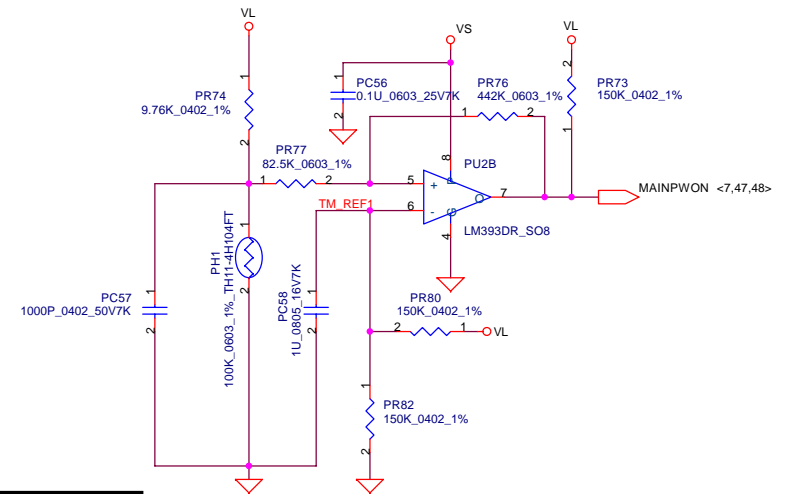 VL
VS
VL
1
PR74
9.76K_0402_1%
2
1
PC56
0.1U_0603_25V7K
2
PR76
442K_0603_1%
1
2
2
PR73
150K_0402_1%
1
PR77
82.5K_0603_1%
1
2
8
PU2B
5
+
P
O
7
MAINPWON <7,47,48>
TM_REF1
6
-
G
4
LM393DR_SO8
1
PH1
100K_0603_1%_TH11-4H104FT
2
PC57
1000P_0402_50V7K
1
2
PC58
1U_0805_16V7K
1
2
PR80
150K_0402_1%
2
1
VL
1
PR82
150K_0402_1%
2